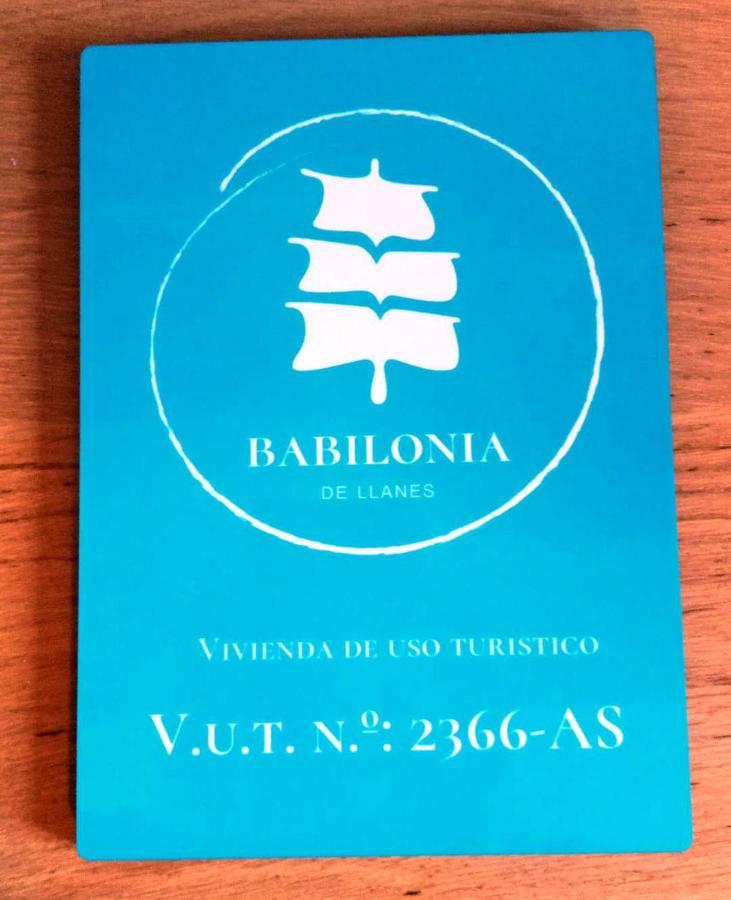 BABILONIA
DE LLANES
VIVIENDA DE USO TURISTICO
V.U.T. N.º: 2366-AS